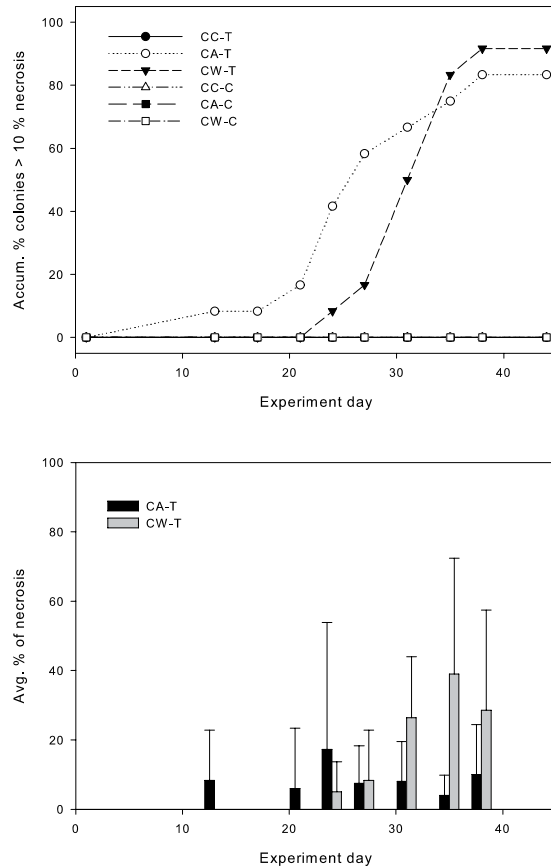 100
80
60
40
20
0
Accum. % colonies > 10 % necrosis
CC-T
CA-T
CW-T
CC-C
CA-C
CW-C
0 10 20 30 40
Experiment day
100
80
60
40
20
0
Avg. % of necrosis
CA-T
CW-T
0 10 20 30 40
Experiment day